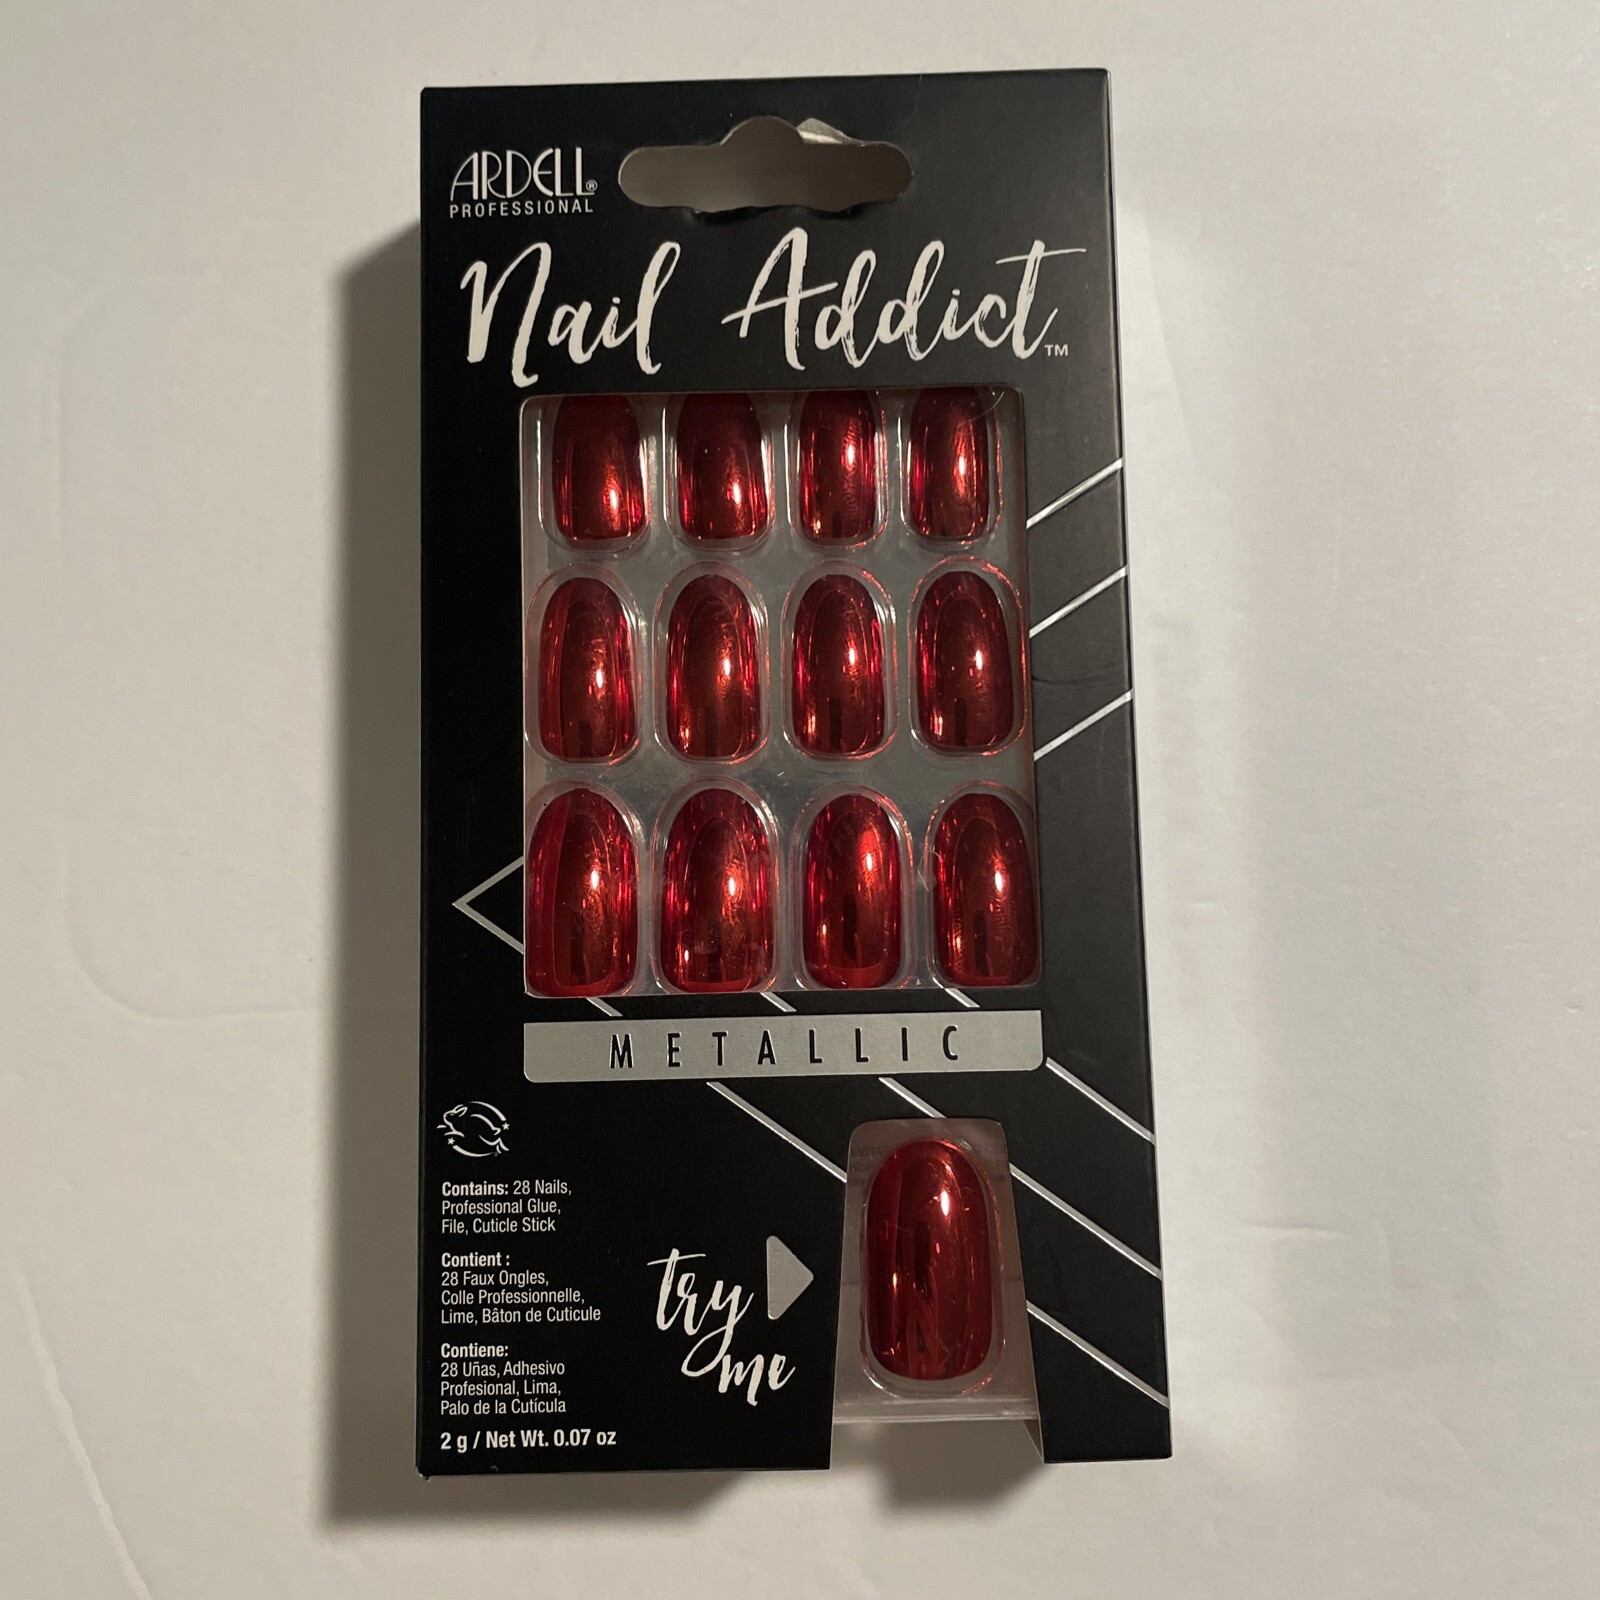 ARDELL®
PROFESSIONAL
Nail Addict™
METALLIC
Contains: 28 Nails,
Professional Glue,
File, Cuticle Stick
Contient :
28 Faux Ongles,
Colle Professionnelle,
Lime, Bâton de Cuticule
Contiene:
28 Uñas, Adhesivo
Profesional, Lima,
Palo de la Cutícula
2 g / Net Wt. 0.07 oz
try
me